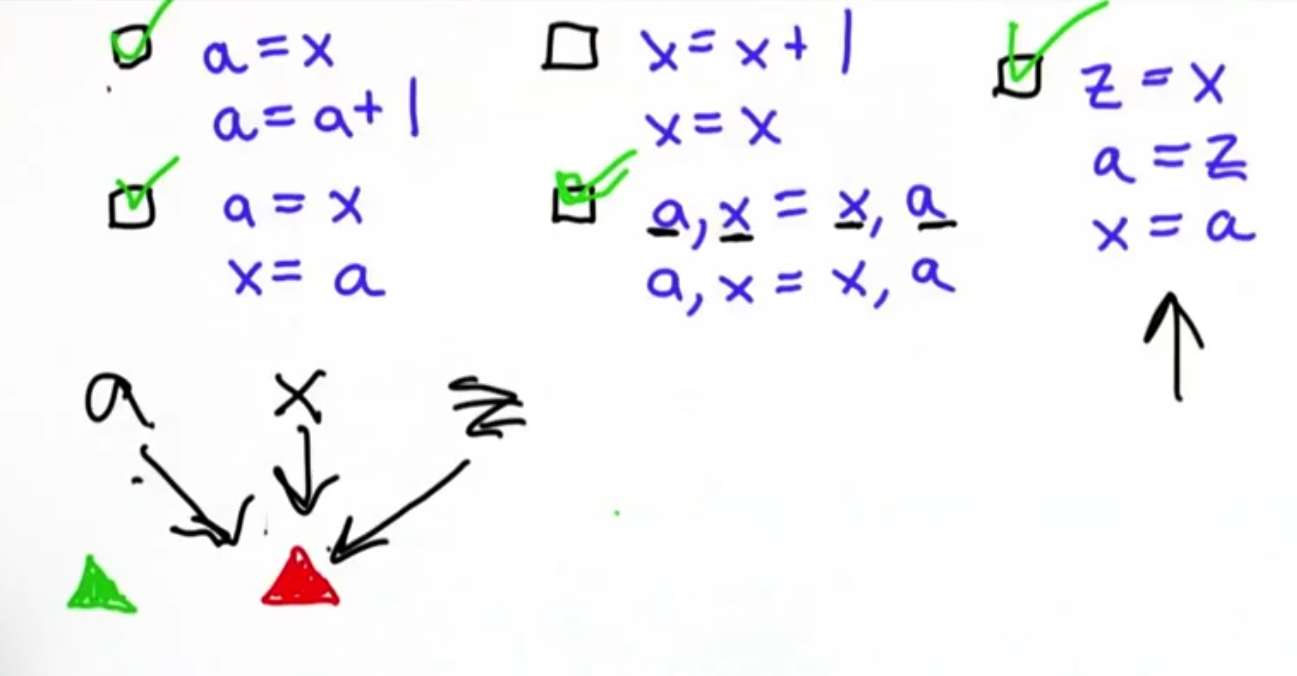 a = x
a = a + 1
x = x + 1
x = x
z = x
a = z
x = a
a = x
x = a
a, x = x, a
a, x = x, a
a x z